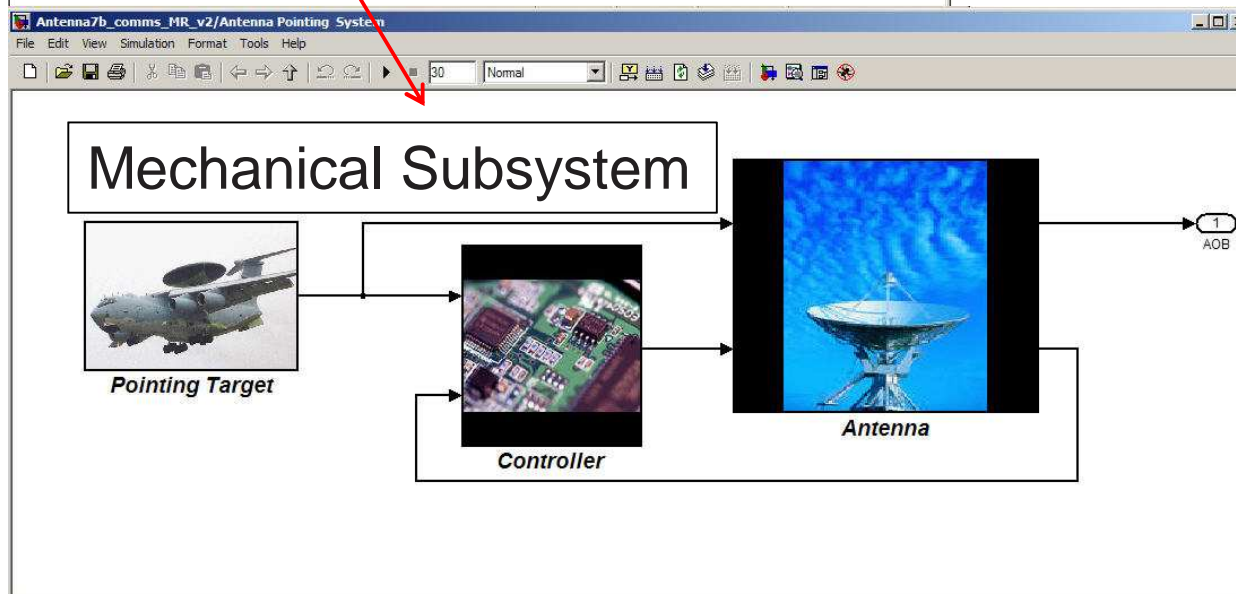 Antenna7b_comms_MR_v2/Antenna Pointing System
File Edit View Simulation Format Tools Help
30 Normal
Mechanical Subsystem
1
AOB
Pointing Target
Antenna
Controller